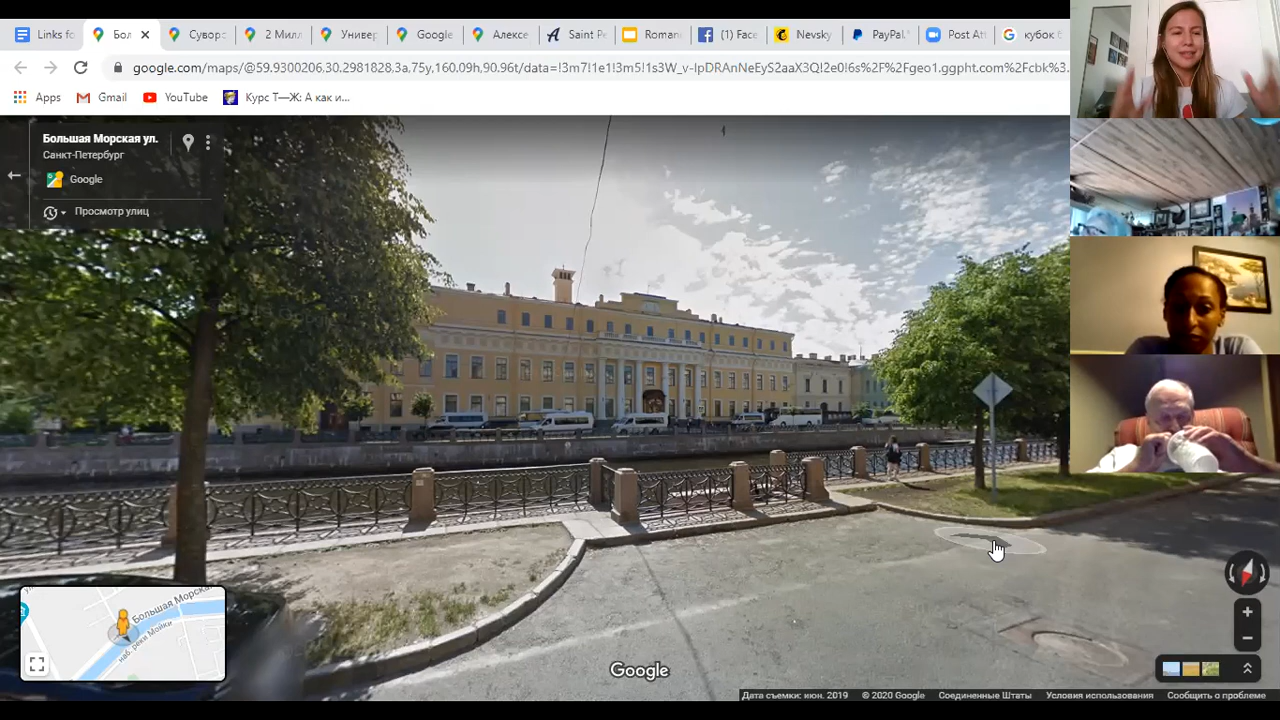 Links fo
Бол
Суворо
2 Милл
Универ
Google
Алексе
Saint Pe
Romano
(1) Face
Nevsky
PayPal
Post Att
кубок
google.com/maps/@59.9300206,30.2981828,3a,75y,160.09h,90.96t/data=!3m7!1e1!3m5!1s3W_v-IpDRAnNeEyS2aaX3Q!2e0!6s%2F%2Fgeo1.ggpht.com%2Fcbk%3.
Apps
Gmail
YouTube
Курс Т—Ж: А как и...
Большая Морская ул.
Санкт-Петербург
Google
Просмотр улиц
Большая Морска
наб. реки Мойки
Google
Дата съемки: июн. 2019
© 2020 Google
Соединенные Штаты
Условия использования
Сообщить о проблеме